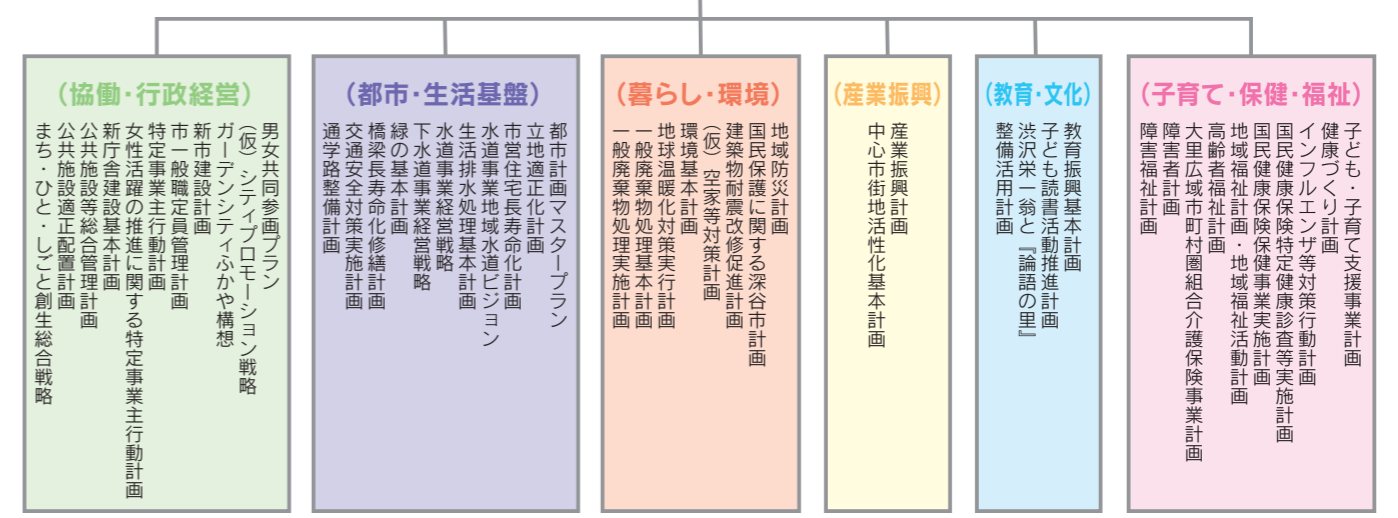 （協働・行政経営）
男女共同参画プラン
（仮）シティプロモーション戦略
ガーデンシティふかや構想
新市建設計画
市一般職定員管理計画
特定事業主行動計画
女性活躍の推進に関する特定事業主行動計画
新庁舎建設基本計画
公共施設等総合管理計画
公共施設適正配置計画
まち・ひと・しごと創生総合戦略
（都市・生活基盤）
都市計画マスタープラン
立地適正化計画
市営住宅長寿命化計画
水道事業地域水道ビジョン
生活排水処理基本計画
水道事業経営戦略
下水道事業経営戦略
緑の基本計画
橋梁長寿命化修繕計画
交通安全対策実施計画
通学路整備計画
（暮らし・環境）
地域防災計画
国民保護に関する深谷市計画
建築物耐震改修促進計画
（仮）空家等対策計画
環境基本計画
地球温暖化対策実行計画
一般廃棄物処理基本計画
一般廃棄物処理実施計画
（産業振興）
産業振興計画
中心市街地活性化基本計画
（教育・文化）
教育振興基本計画
子ども読書活動推進計画
渋沢栄一翁と『論語の里』
整備活用計画
（子育て・保健・福祉）
子ども・子育て支援事業計画
健康づくり計画
インフルエンザ等対策行動計画
国民健康保険特定健康診査等実施計画
国民健康保険保健事業実施計画
地域福祉計画・地域福祉活動計画
高齢者福祉計画
大里広域市町村圏組合介護保険事業計画
障害者計画
障害福祉計画